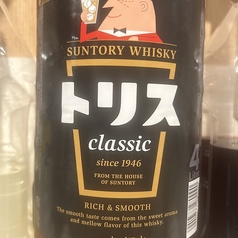 SUNTORY WHISKY
トリス
classic
since 1946
FROM THE HOUSE
OF SUNTORY
RICH & SMOOTH
The smooth taste comes from the sweet aroma
and mellow flavor of this whisky.